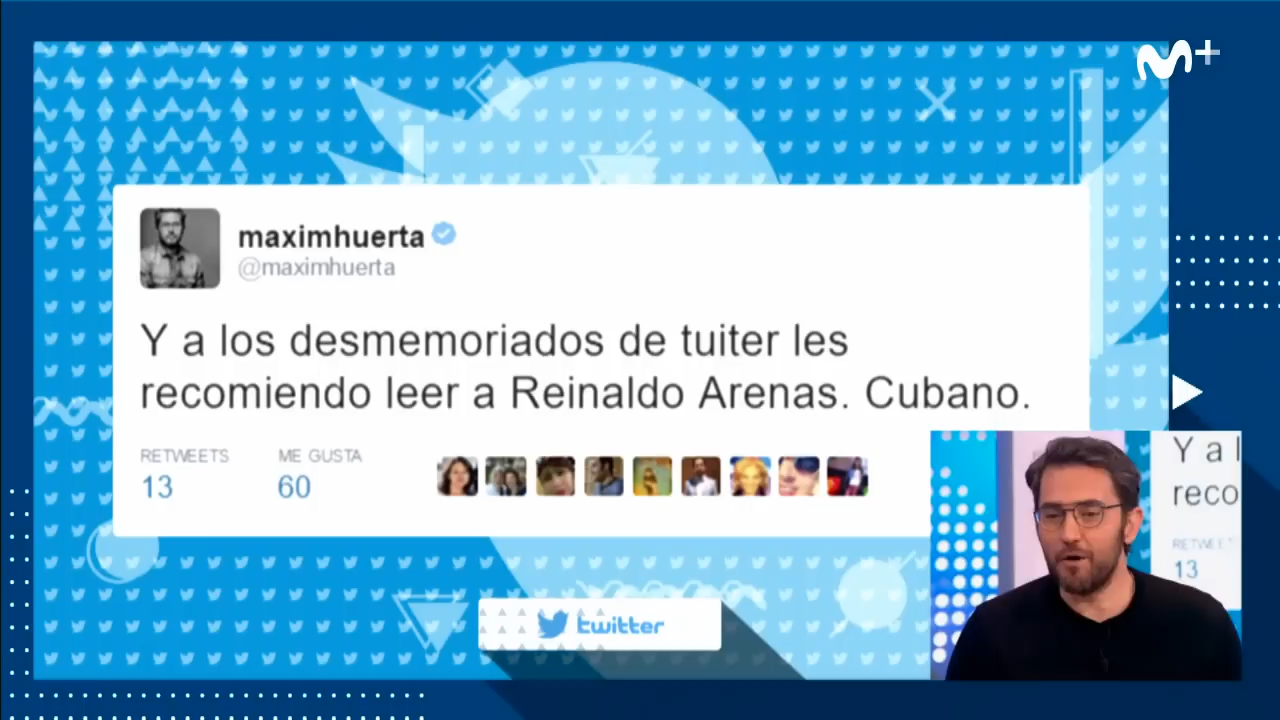 M+
maximhuerta
@maximhuerta
Y a los desmemoriados de tuiter les
recomiendo leer a Reinaldo Arenas. Cubano.
RETWEETS ME GUSTA
13 60
Y a l
reco
RETWEE
13
twitter